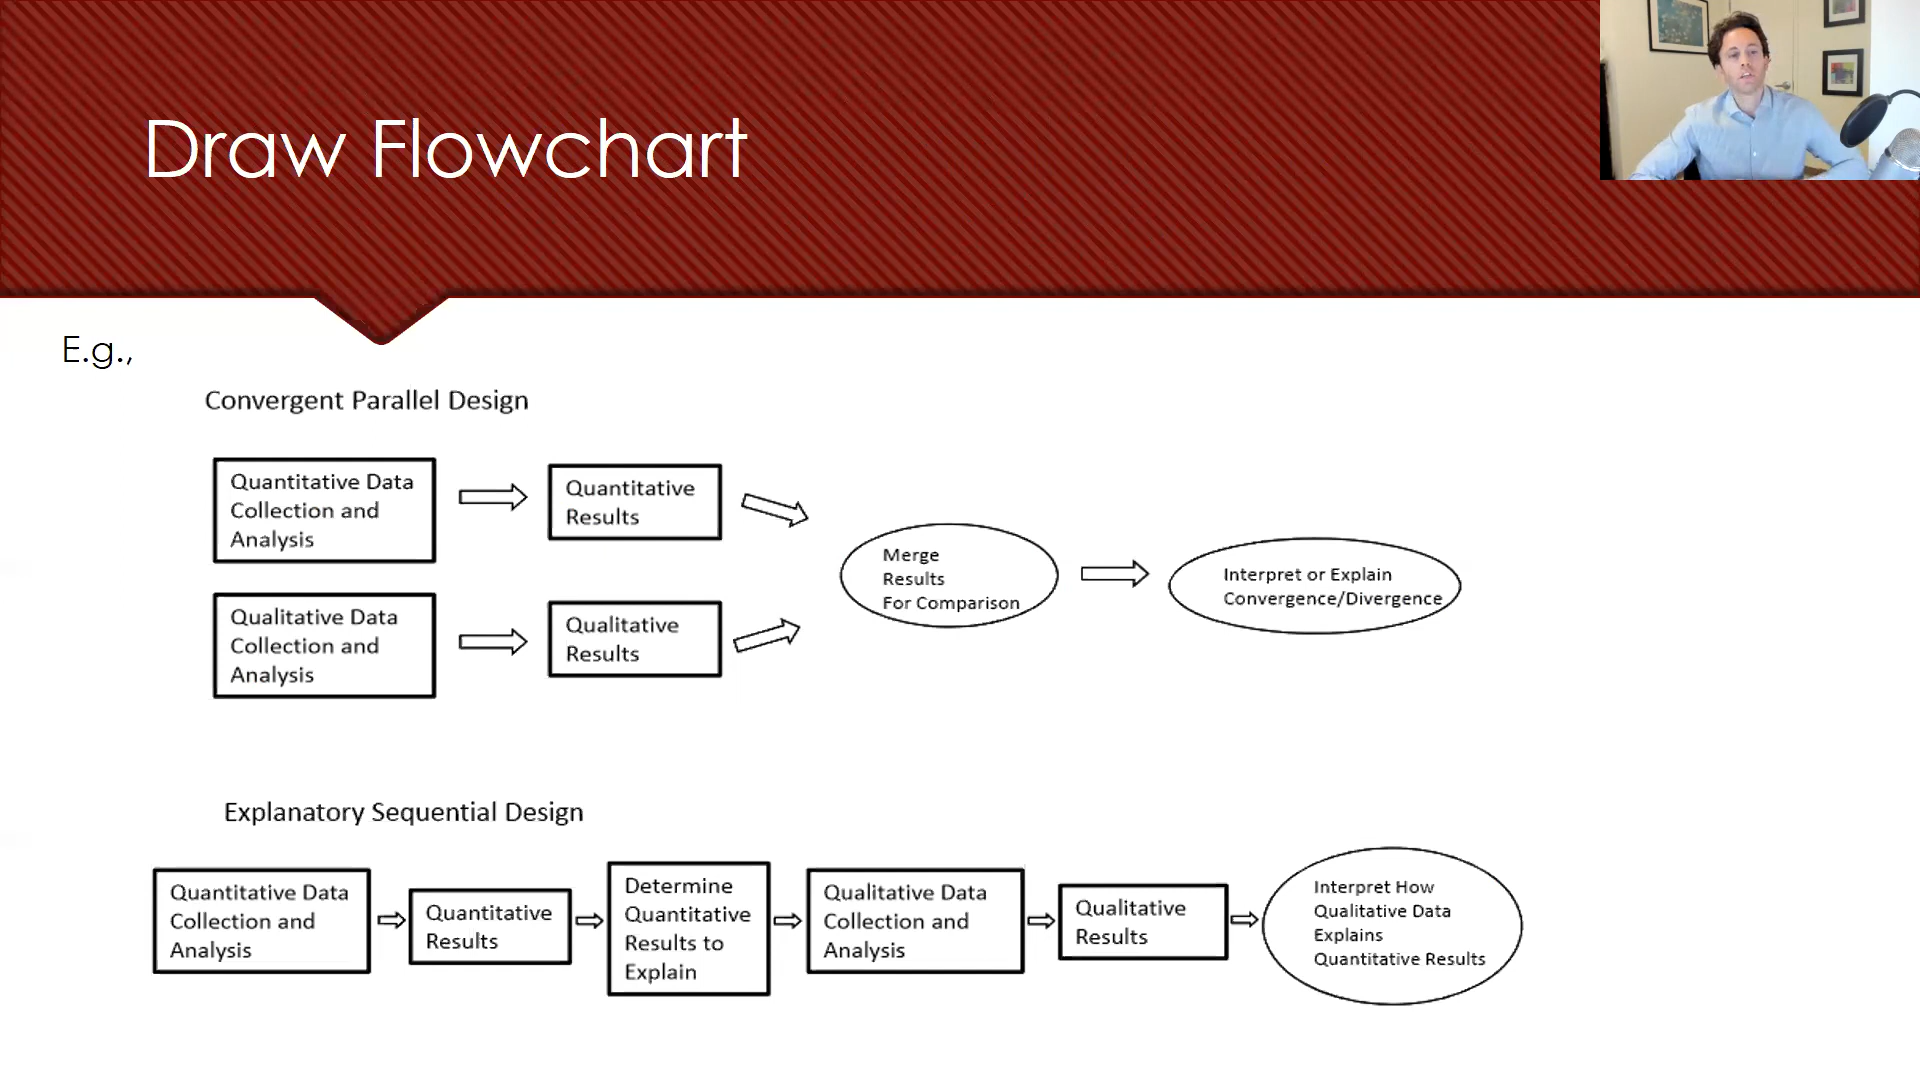 Draw Flowchart
E.g.,
Convergent Parallel Design
Quantitative Data
Collection and
Analysis
Quantitative
Results
Qualitative Data
Collection and
Analysis
Qualitative
Results
Merge
Results
For Comparison
Interpret or Explain
Convergence/Divergence
Explanatory Sequential Design
Quantitative Data
Collection and
Analysis
Quantitative
Results
Determine
Quantitative
Results to
Explain
Qualitative Data
Collection and
Analysis
Qualitative
Results
Interpret How
Qualitative Data
Explains
Quantitative Results